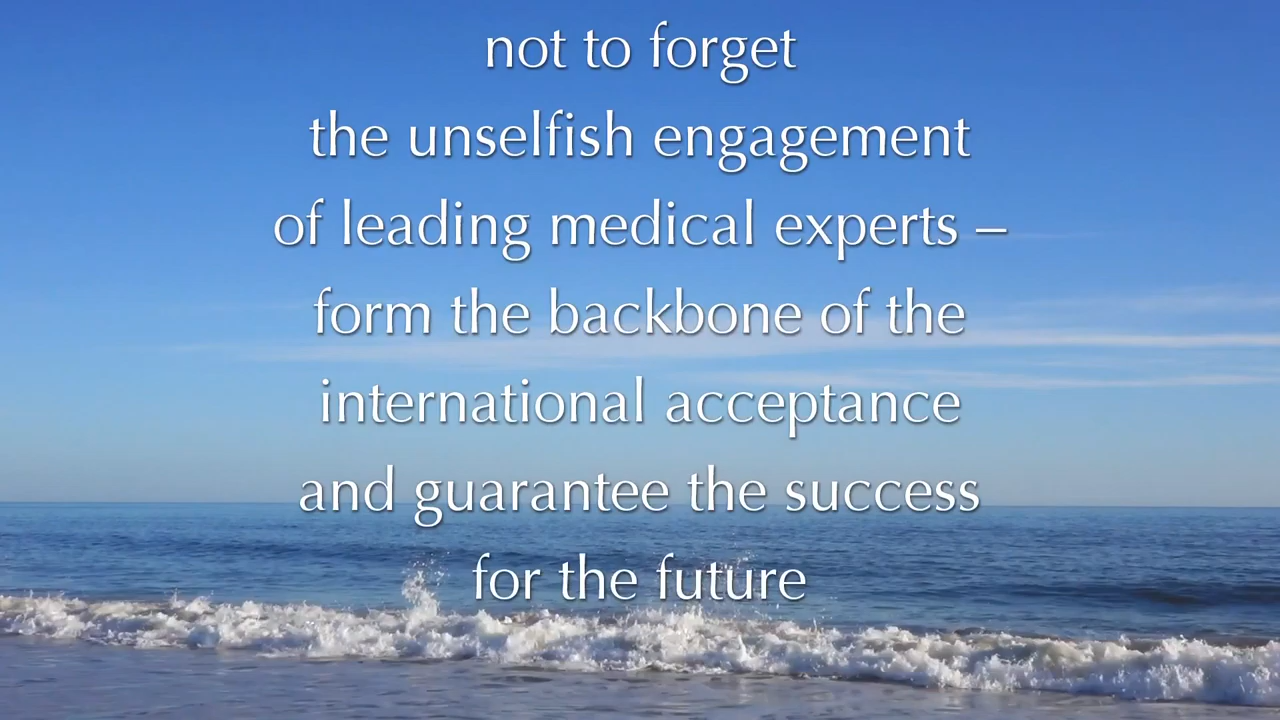 not to forget
the unselfish engagement
of leading medical experts –
form the backbone of the
international acceptance
and guarantee the success
for the future